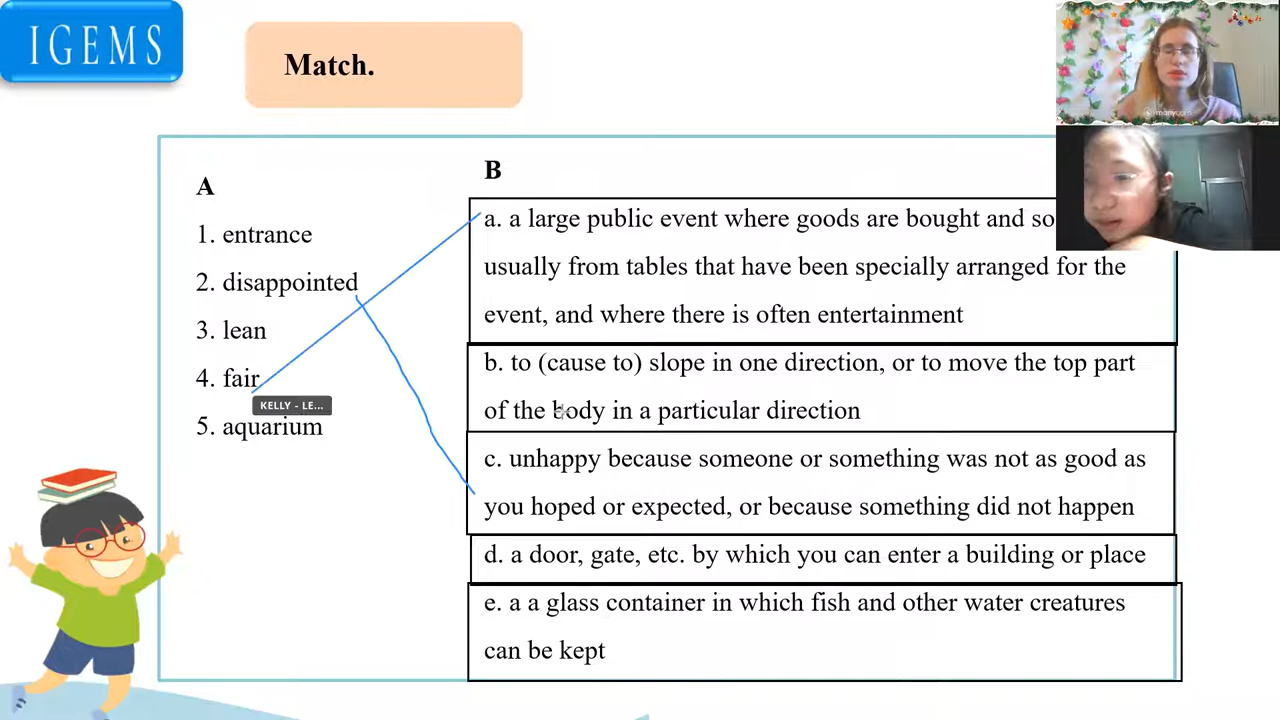 IGEMS
Match.
A
1. entrance
2. disappointed
3. lean
4. fair
KELLY - LE...
5. aquarium
B
a. a large public event where goods are bought and so
usually from tables that have been specially arranged for the
event, and where there is often entertainment
b. to (cause to) slope in one direction, or to move the top part
of the body in a particular direction
c. unhappy because someone or something was not as good as
you hoped or expected, or because something did not happen
d. a door, gate, etc. by which you can enter a building or place
e. a a glass container in which fish and other water creatures
can be kept